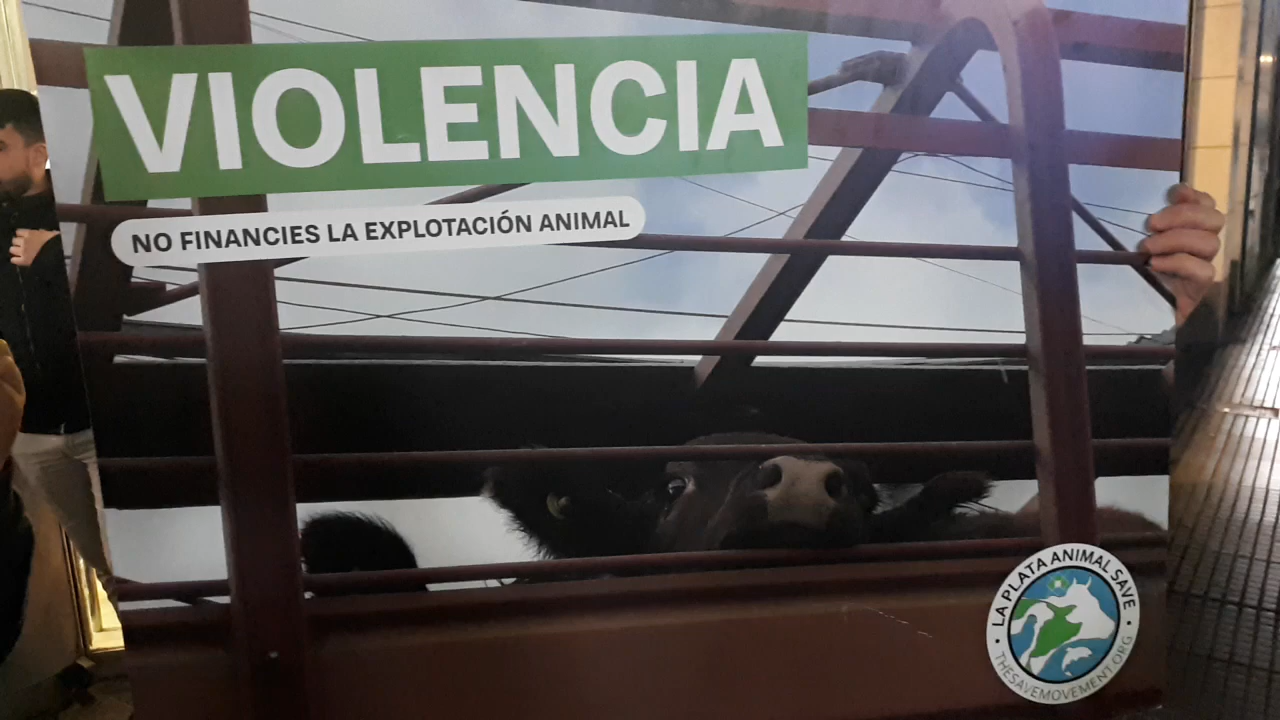 VIOLENCIA
NO FINANCIES LA EXPLOTACIÓN ANIMAL
LA PLATA ANIMAL SAVE
THESAVEMOVEMENT.ORG